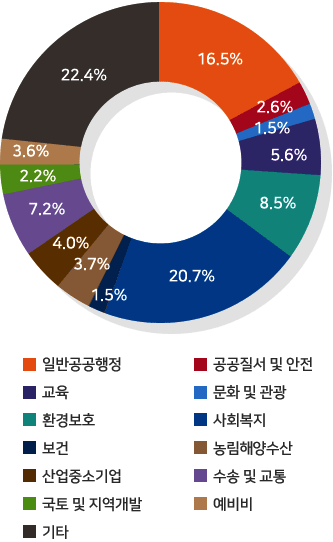 16.5%
2.6%
1.5%
5.6%
8.5%
20.7%
1.5%
3.7%
4.0%
7.2%
2.2%
3.6%
22.4%
일반공공행정 공공질서 및 안전
교육 문화 및 관광
환경보호 사회복지
보건 농림해양수산
산업중소기업 수송 및 교통
국토 및 지역개발 예비비
기타